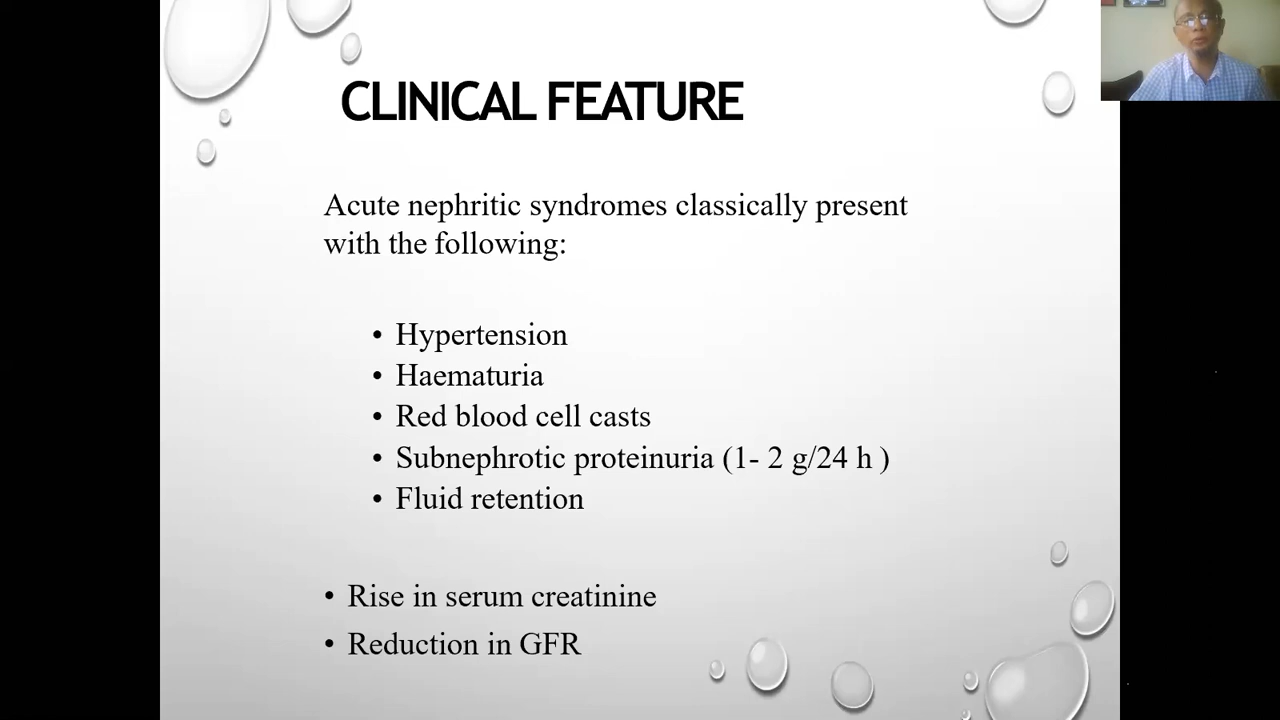 CLINICAL FEATURE
Acute nephritic syndromes classically present
with the following:
• Hypertension
• Haematuria
• Red blood cell casts
• Subnephrotic proteinuria (1- 2 g/24 h )
• Fluid retention
• Rise in serum creatinine
• Reduction in GFR